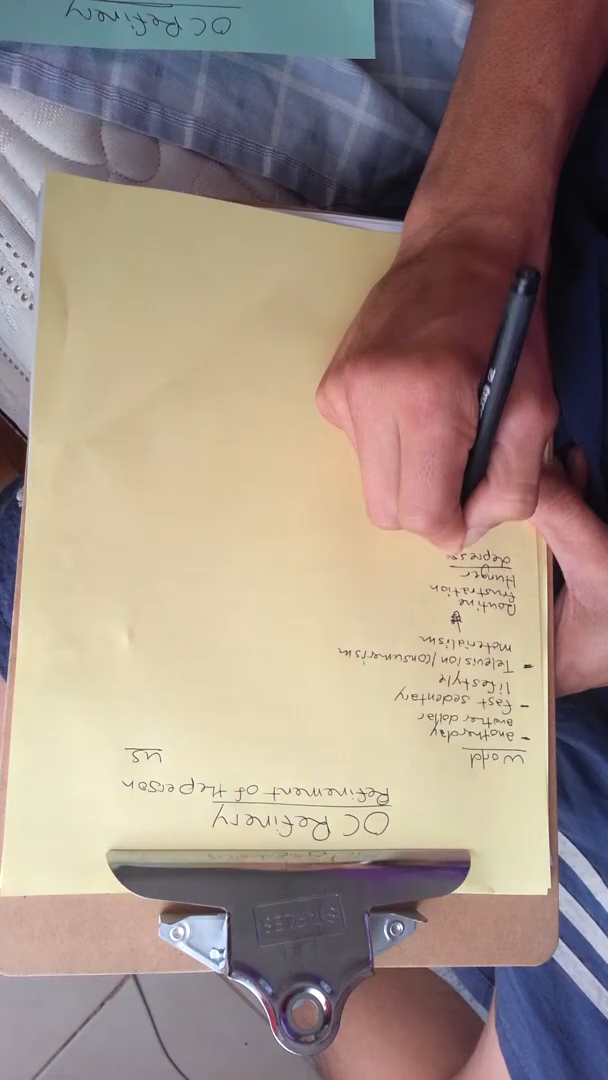 OC Refinery
Refinement of the person
World
us
- another day
another dollar
- fast sedentary
lifestyle
- Television/consumerism
materialism
Routine
frustration
Hunger
depress
STAPLES
OC Refinery